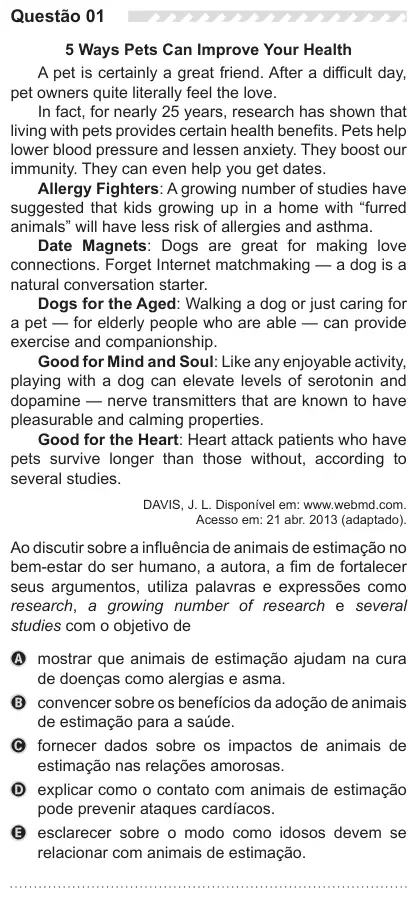 Questão 01
5 Ways Pets Can Improve Your Health
A pet is certainly a great friend. After a difficult day,
pet owners quite literally feel the love.
In fact, for nearly 25 years, research has shown that
living with pets provides certain health benefits. Pets help
lower blood pressure and lessen anxiety. They boost our
immunity. They can even help you get dates.
Allergy Fighters: A growing number of studies have
suggested that kids growing up in a home with “furred
animals” will have less risk of allergies and asthma.
Date Magnets: Dogs are great for making love
connections. Forget Internet matchmaking — a dog is a
natural conversation starter.
Dogs for the Aged: Walking a dog or just caring for
a pet — for elderly people who are able — can provide
exercise and companionship.
Good for Mind and Soul: Like any enjoyable activity,
playing with a dog can elevate levels of serotonin and
dopamine — nerve transmitters that are known to have
pleasurable and calming properties.
Good for the Heart: Heart attack patients who have
pets survive longer than those without, according to
several studies.
DAVIS, J. L. Disponível em: www.webmd.com.
Acesso em: 21 abr. 2013 (adaptado).
Ao discutir sobre a influência de animais de estimação no
bem-estar do ser humano, a autora, a fim de fortalecer
seus argumentos, utiliza palavras e expressões como
research, a growing number of research e several
studies com o objetivo de
A mostrar que animais de estimação ajudam na cura
de doenças como alergias e asma.
B convencer sobre os benefícios da adoção de animais
de estimação para a saúde.
C fornecer dados sobre os impactos de animais de
estimação nas relações amorosas.
D explicar como o contato com animais de estimação
pode prevenir ataques cardíacos.
E esclarecer sobre o modo como idosos devem se
relacionar com animais de estimação.